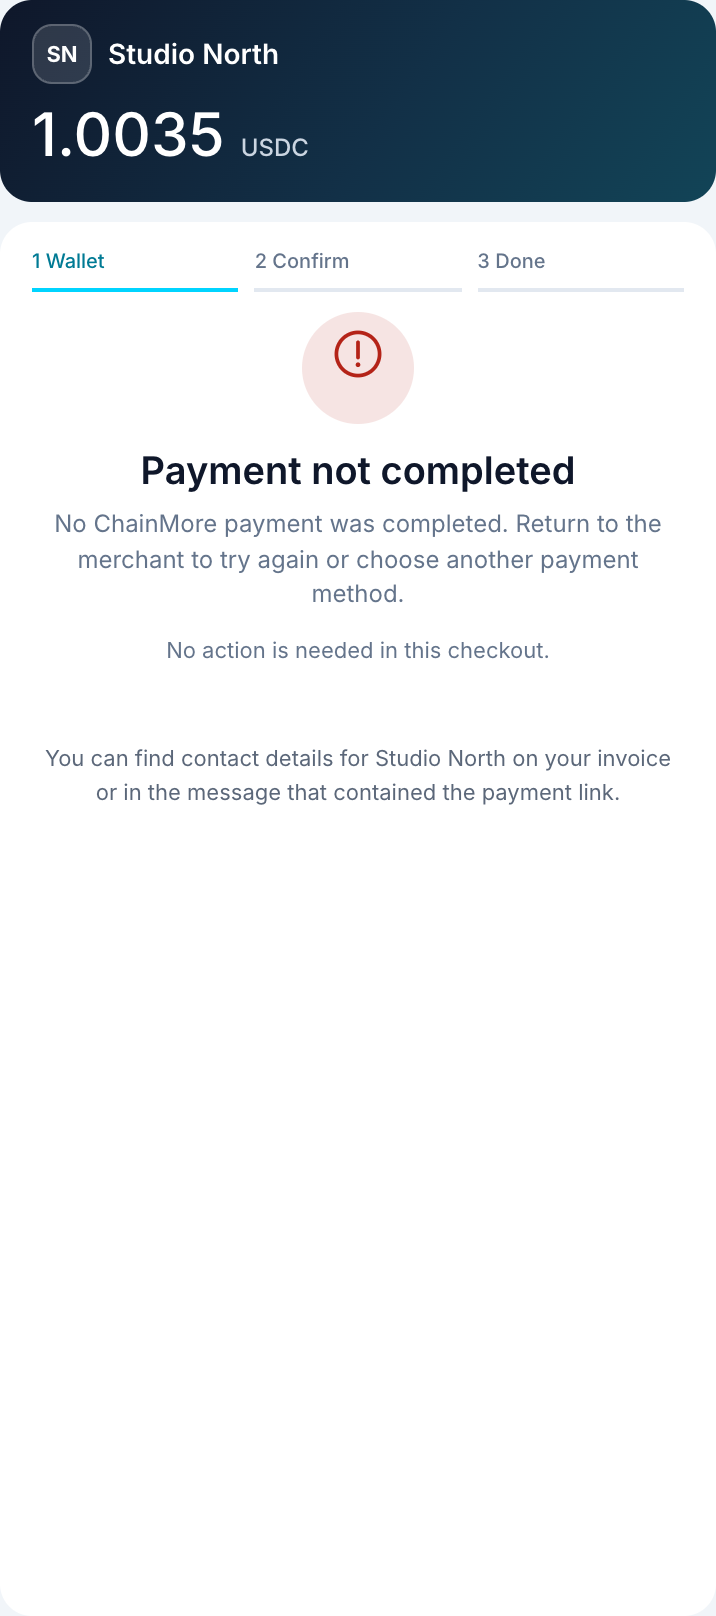 SN
Studio North
1.0035 USDC
1 Wallet
2 Confirm
3 Done
Payment not completed
No ChainMore payment was completed. Return to the
merchant to try again or choose another payment
method.
No action is needed in this checkout.
You can find contact details for Studio North on your invoice
or in the message that contained the payment link.